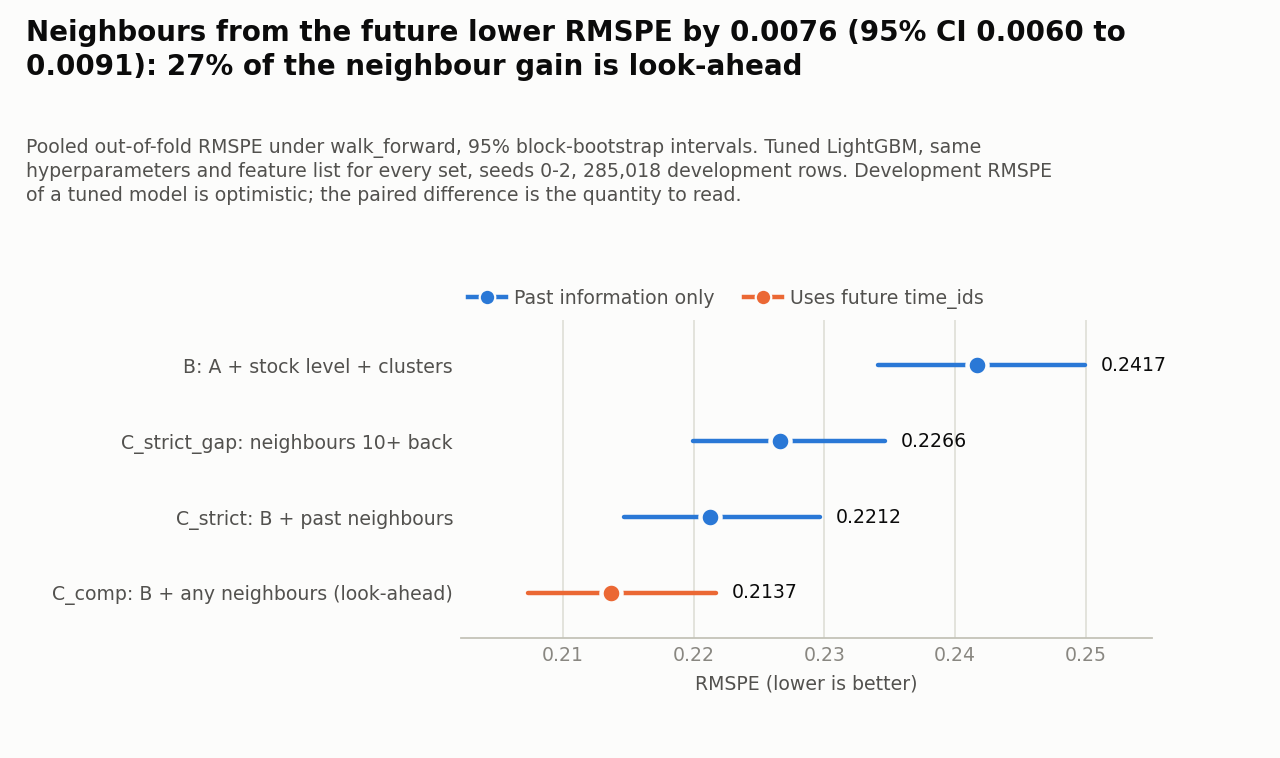 Neighbours from the future lower RMSPE by 0.0076 (95% CI 0.0060 to
0.0091): 27% of the neighbour gain is look-ahead
Pooled out-of-fold RMSPE under walk_forward, 95% block-bootstrap intervals. Tuned LightGBM, same
hyperparameters and feature list for every set, seeds 0-2, 285,018 development rows. Development RMSPE
of a tuned model is optimistic; the paired difference is the quantity to read.
Past information only
Uses future time_ids
B: A + stock level + clusters
0.2417
C_strict_gap: neighbours 10+ back
0.2266
C_strict: B + past neighbours
0.2212
C_comp: B + any neighbours (look-ahead)
0.2137
0.21 0.22 0.23 0.24 0.25
RMSPE (lower is better)